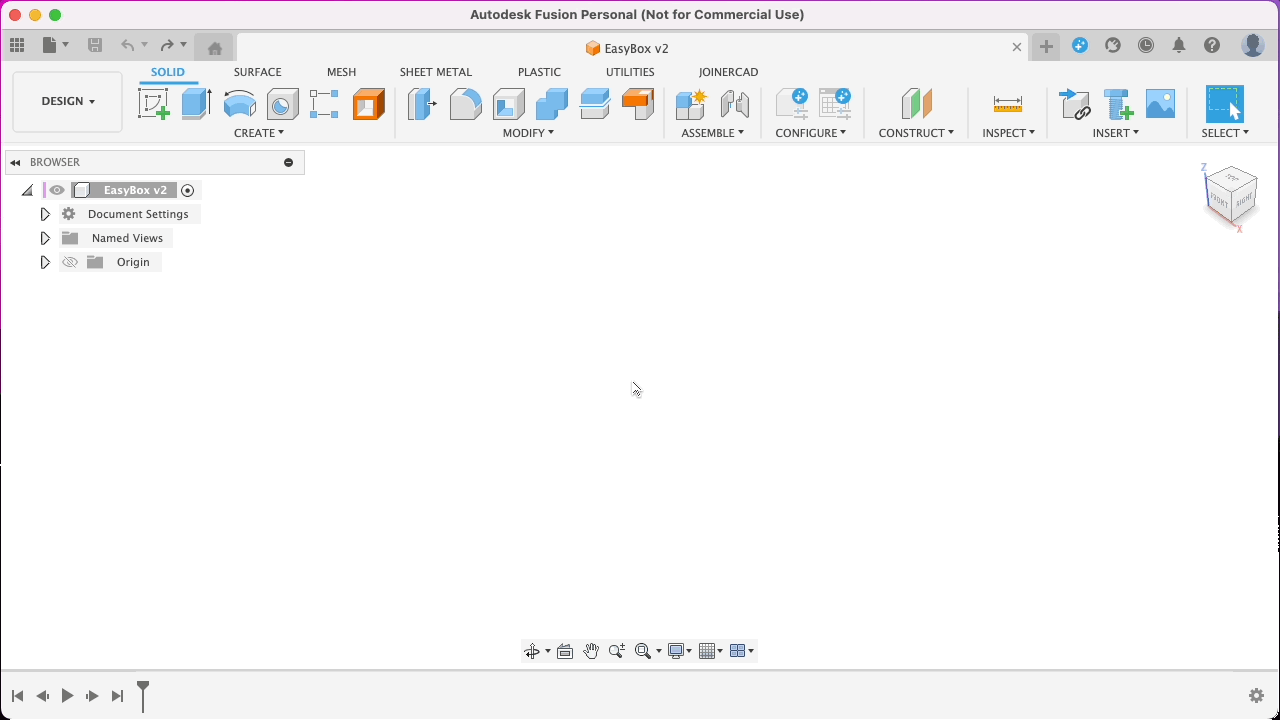 Autodesk Fusion Personal (Not for Commercial Use)
EasyBox v2
SOLID SURFACE MESH SHEET METAL PLASTIC UTILITIES JOINERCAD
DESIGN
CREATE MODIFY ASSEMBLE CONFIGURE CONSTRUCT INSPECT INSERT SELECT
BROWSER
EasyBox v2
Document Settings
Named Views
Origin
Z
FRONT RIGHT
X